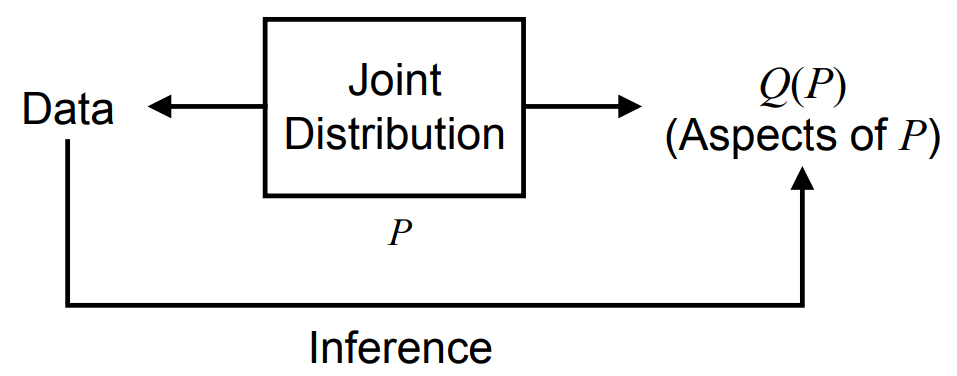 Data
Joint
Distribution
P
Q(P)
(Aspects of P)
Inference